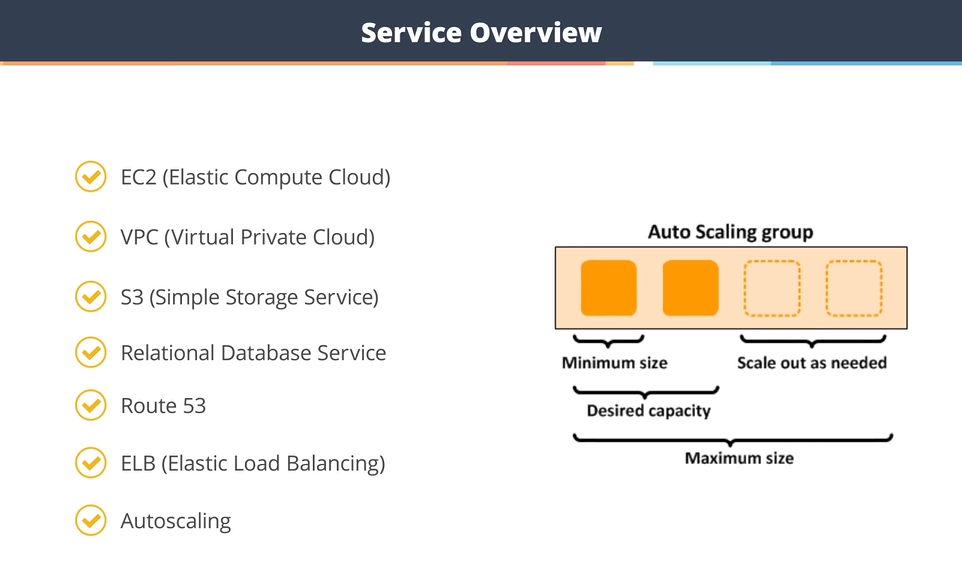 Service Overview
EC2 (Elastic Compute Cloud)
VPC (Virtual Private Cloud)
S3 (Simple Storage Service)
Relational Database Service
Route 53
ELB (Elastic Load Balancing)
Autoscaling
Auto Scaling group
Minimum size
Scale out as needed
Desired capacity
Maximum size